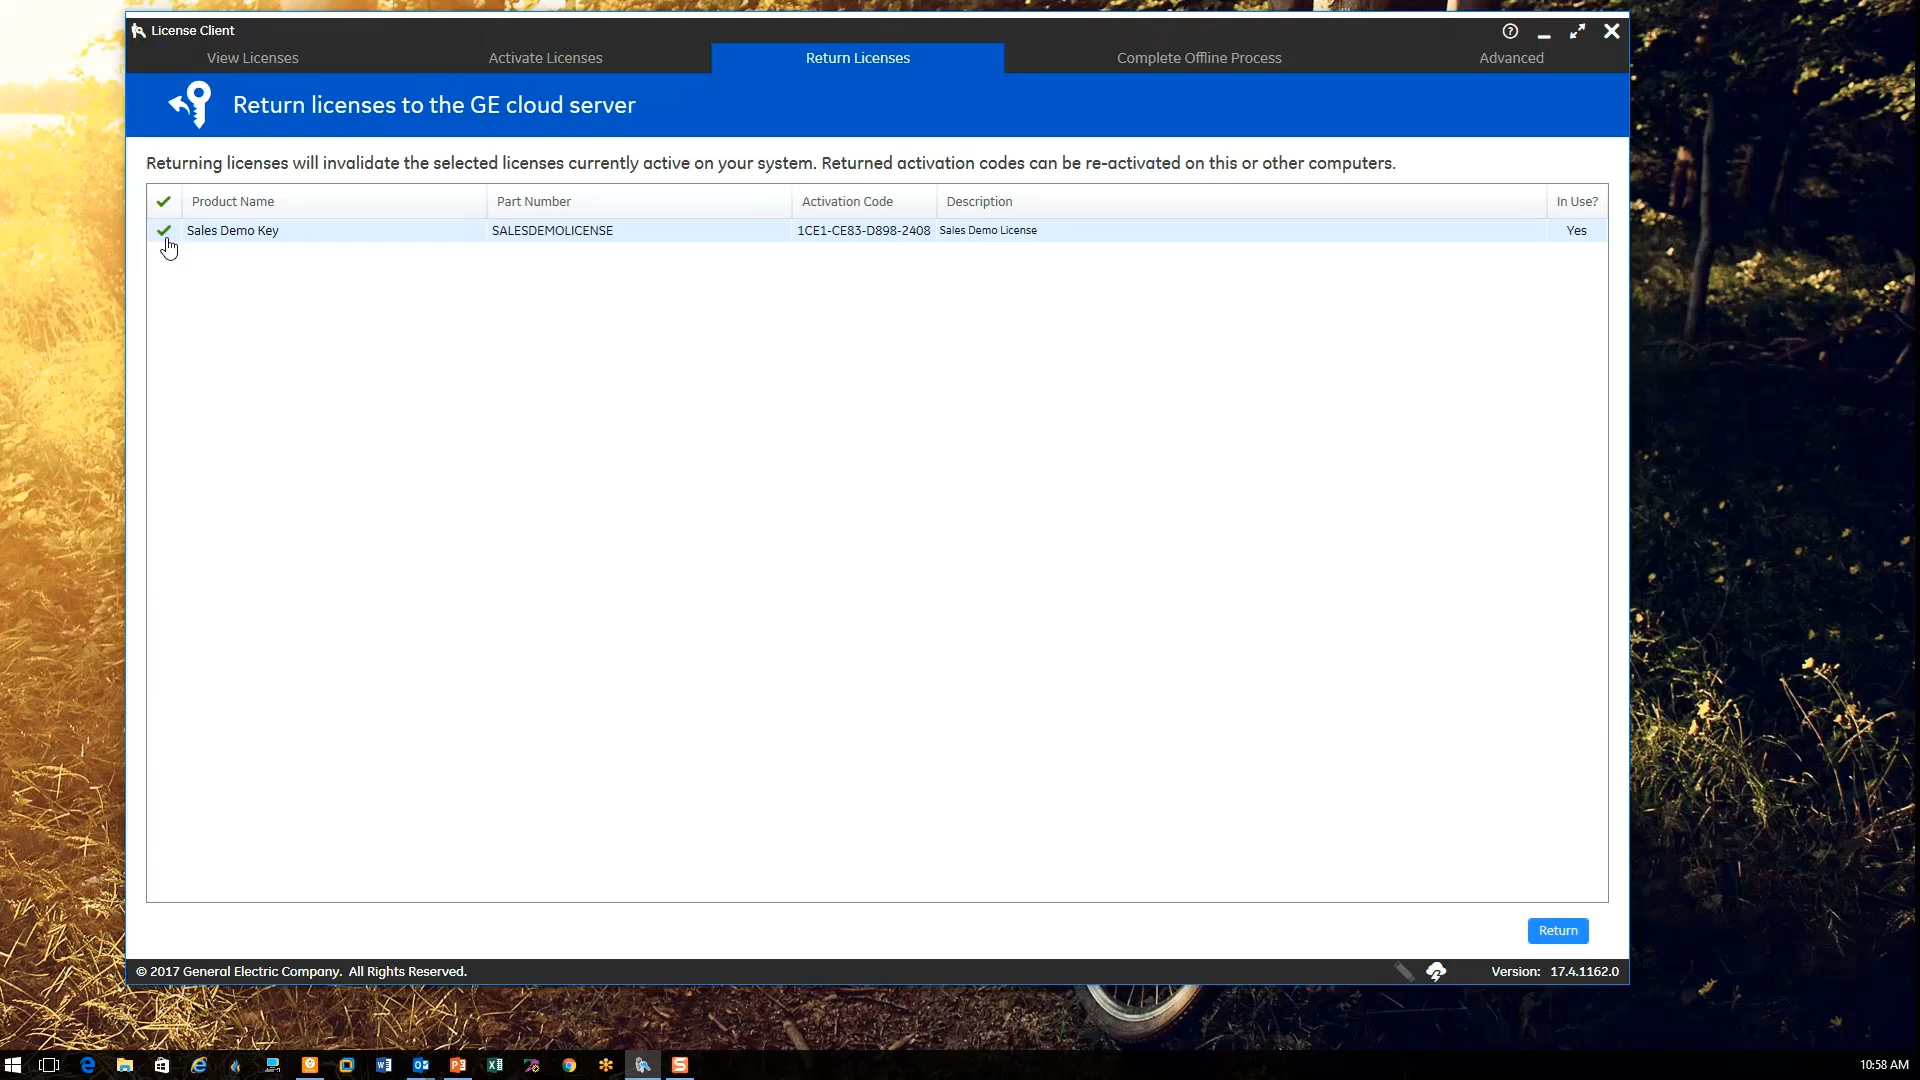 License Client
View Licenses
Activate Licenses
Return Licenses
Complete Offline Process
Advanced
Return licenses to the GE cloud server
Returning licenses will invalidate the selected licenses currently active on your system. Returned activation codes can be re-activated on this or other computers.
Product Name Part Number Activation Code Description In Use?
Sales Demo Key SALESDEMOLICENSE 1CE1-CE83-D898-2408 Sales Demo License Yes
Return
© 2017 General Electric Company. All Rights Reserved.
Version: 17.4.1162.0
10:58 AM